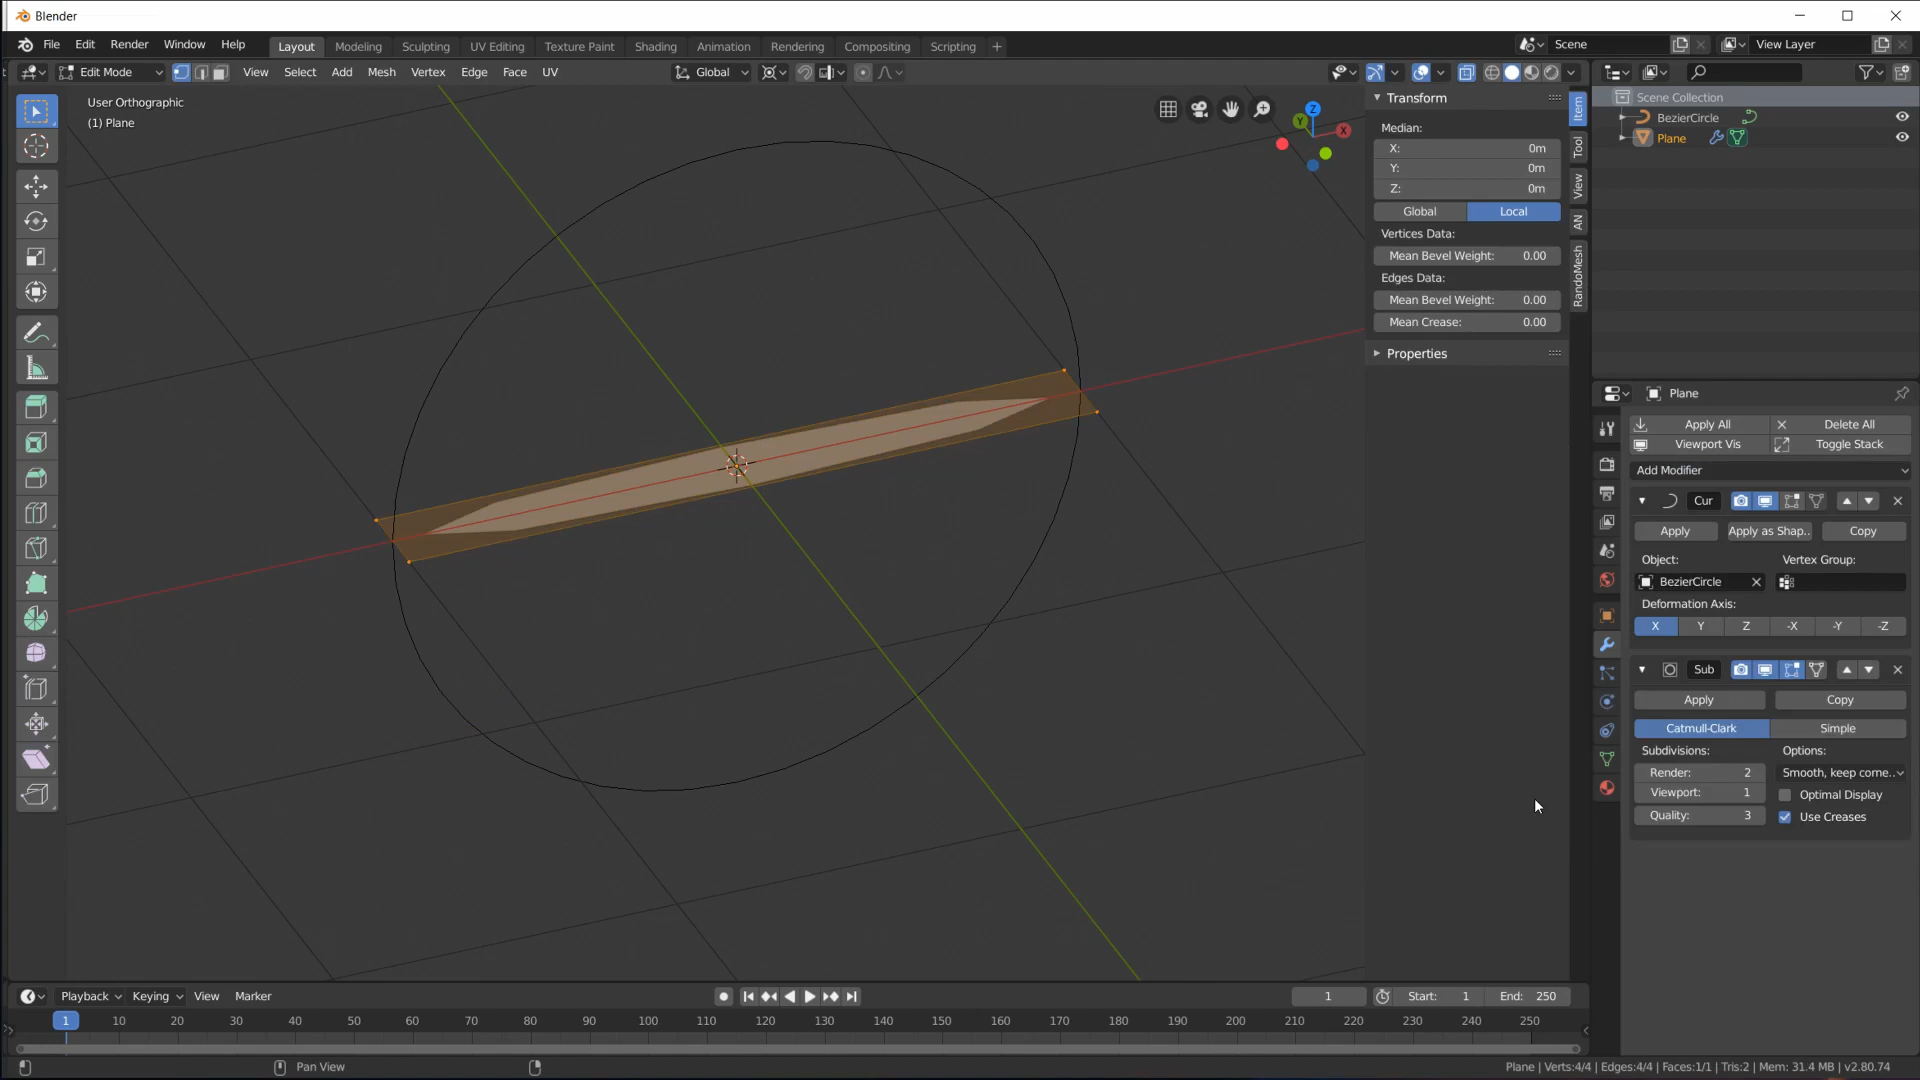 Blender
File Edit Render Window Help Layout Modeling Sculpting UV Editing Texture Paint Shading Animation Rendering Compositing Scripting + Scene View Layer
Edit Mode View Select Add Mesh Vertex Edge Face UV Global
User Orthographic
(1) Plane
Z
Y
X
Transform
Median:
X: 0m
Y: 0m
Z: 0m
Global Local
Vertices Data:
Mean Bevel Weight: 0.00
Edges Data:
Mean Bevel Weight: 0.00
Mean Crease: 0.00
Properties
Item
Tool
View
AN
RandoMesh
Scene Collection
BezierCircle
Plane
Plane
Apply All Delete All
Viewport Vis Toggle Stack
Add Modifier
Cur
Apply Apply as Shap.. Copy
Object: Vertex Group:
BezierCircle
Deformation Axis:
X Y Z -X -Y -Z
Sub
Apply Copy
Catmull-Clark Simple
Subdivisions: Options:
Render: 2 Smooth, keep corne..
Viewport: 1 Optimal Display
Quality: 3 Use Creases
Playback Keying View Marker 1 Start: 1 End: 250
1 10 20 30 40 50 60 70 80 90 100 110 120 130 140 150 160 170 180 190 200 210 220 230 240 250
Pan View
Plane | Verts:4/4 | Edges:4/4 | Faces:1/1 | Tris:2 | Mem: 31.4 MB | v2.80.74